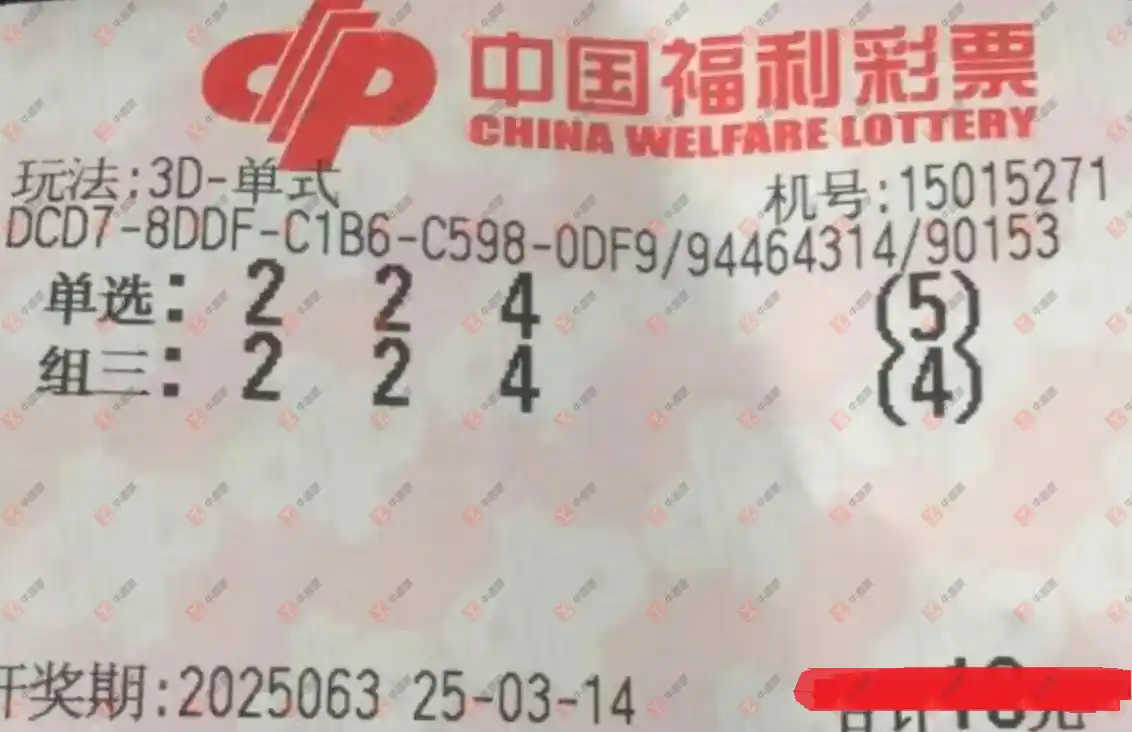 中国福利彩票
CHINA WELFARE LOTTERY
玩法:3D-单式 机号:15015271
DCD7-8DDF-C1B6-C598-0DF9/94464314/90153
单选: 2 2 4 (5)
组三: 2 2 4 (4)
开奖期:2025063 25-03-14